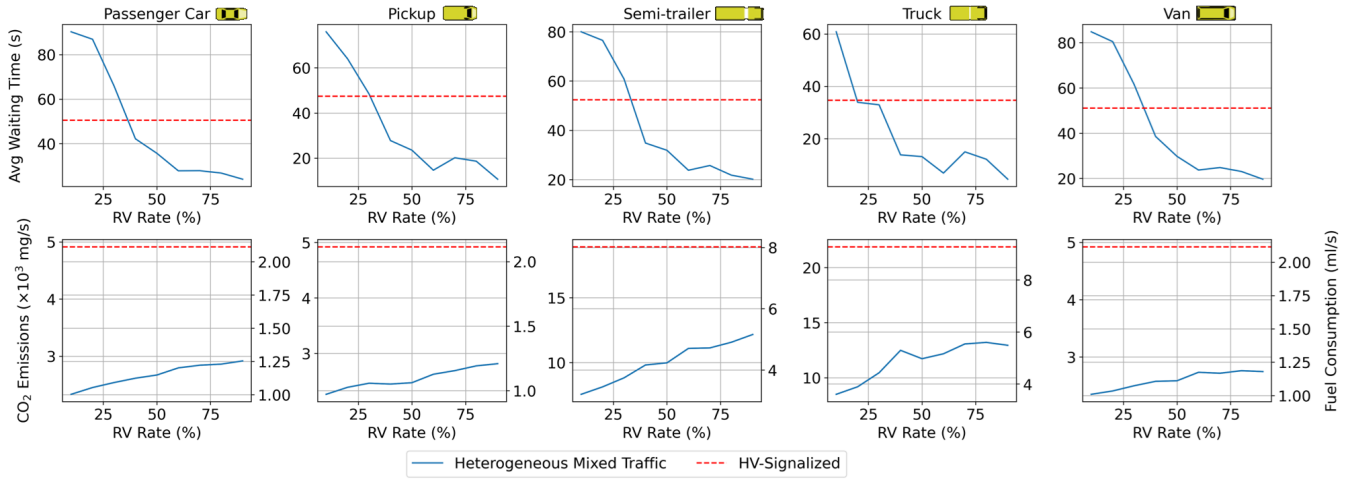 Passenger Car
Pickup
Semi-trailer
Truck
Van
Avg Waiting Time (s)
80
60
40
25 50 75
RV Rate (%)
60
40
20
25 50 75
RV Rate (%)
80
60
40
20
25 50 75
RV Rate (%)
60
40
20
25 50 75
RV Rate (%)
80
60
40
20
25 50 75
RV Rate (%)
CO₂ Emissions (×10³ mg/s)
5
4
3
2.00
1.75
1.50
1.25
1.00
25 50 75
RV Rate (%)
5
4
3
2.0
1.5
1.0
25 50 75
RV Rate (%)
15
10
8
6
4
25 50 75
RV Rate (%)
20
15
10
8
6
4
25 50 75
RV Rate (%)
5
4
3
2.00
1.75
1.50
1.25
1.00
25 50 75
RV Rate (%)
Fuel Consumption (ml/s)
Heterogeneous Mixed Traffic HV-Signalized